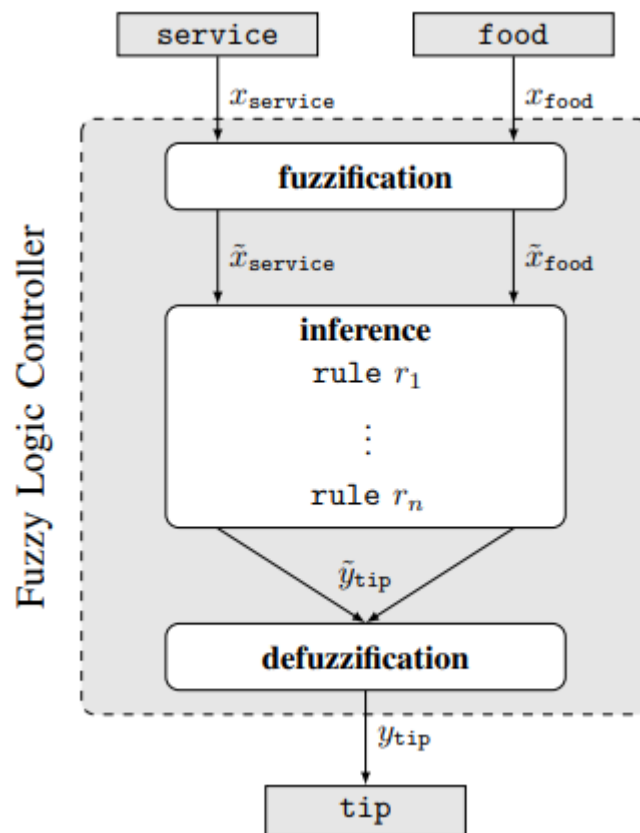 service food
x_service x_food
fuzzification
x̃_service x̃_food
Fuzzy Logic Controller
inference
rule r_1
⋮
rule r_n
ỹ_tip
defuzzification
y_tip
tip